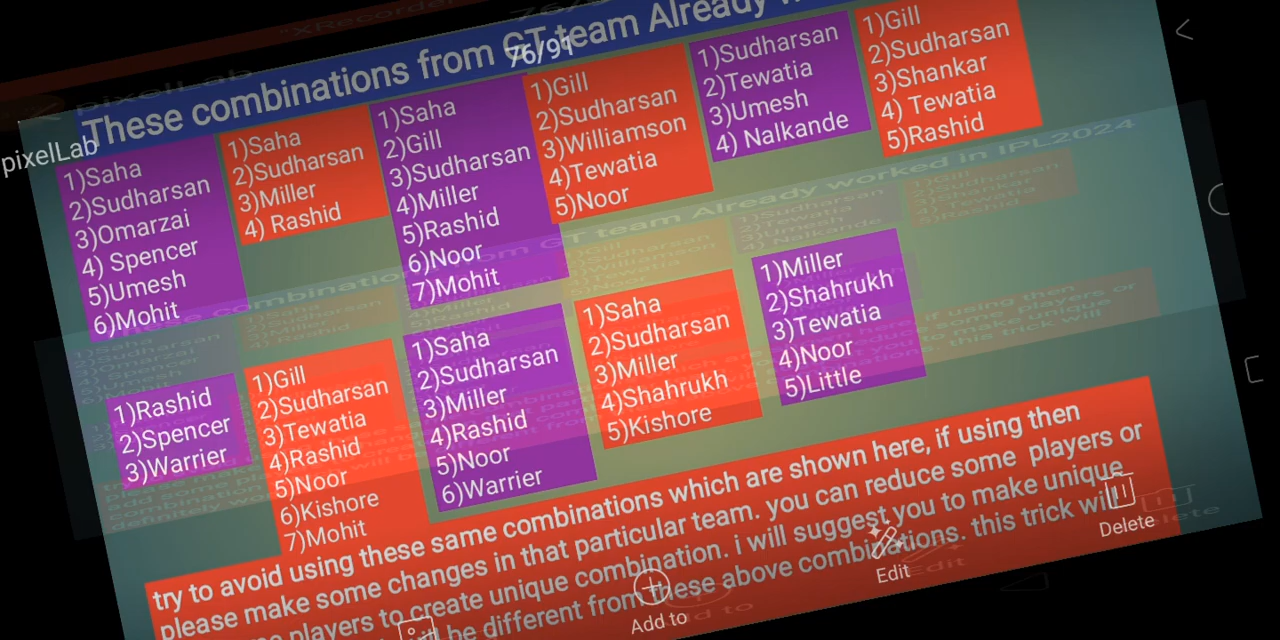 These combinations from GT team Already
76/91
pixelLab
1)Saha
2)Sudharsan
3)Omarzai
4) Spencer
5)Umesh
6)Mohit
1)Saha
2)Sudharsan
3)Miller
4) Rashid
1)Saha
2)Gill
3)Sudharsan
4)Miller
5)Rashid
6)Noor
7)Mohit
1)Gill
2)Sudharsan
3)Williamson
4)Tewatia
5)Noor
1)Sudharsan
2)Tewatia
3)Umesh
4) Nalkande
1)Gill
2)Sudharsan
3)Shankar
4) Tewatia
5)Rashid
1)Rashid
2)Spencer
3)Warrier
1)Gill
2)Sudharsan
3)Tewatia
4)Rashid
5)Noor
6)Kishore
7)Mohit
1)Saha
2)Sudharsan
3)Miller
4)Rashid
5)Noor
6)Warrier
1)Saha
2)Sudharsan
3)Miller
4)Shahrukh
5)Kishore
1)Miller
2)Shahrukh
3)Tewatia
4)Noor
5)Little
try to avoid using these same combinations which are shown here, if using then
please make some changes in that particular team. you can reduce some players or
players to create unique combination. i will suggest you to make unique
be different from these above combinations. this trick will
Add to
Edit
Delete